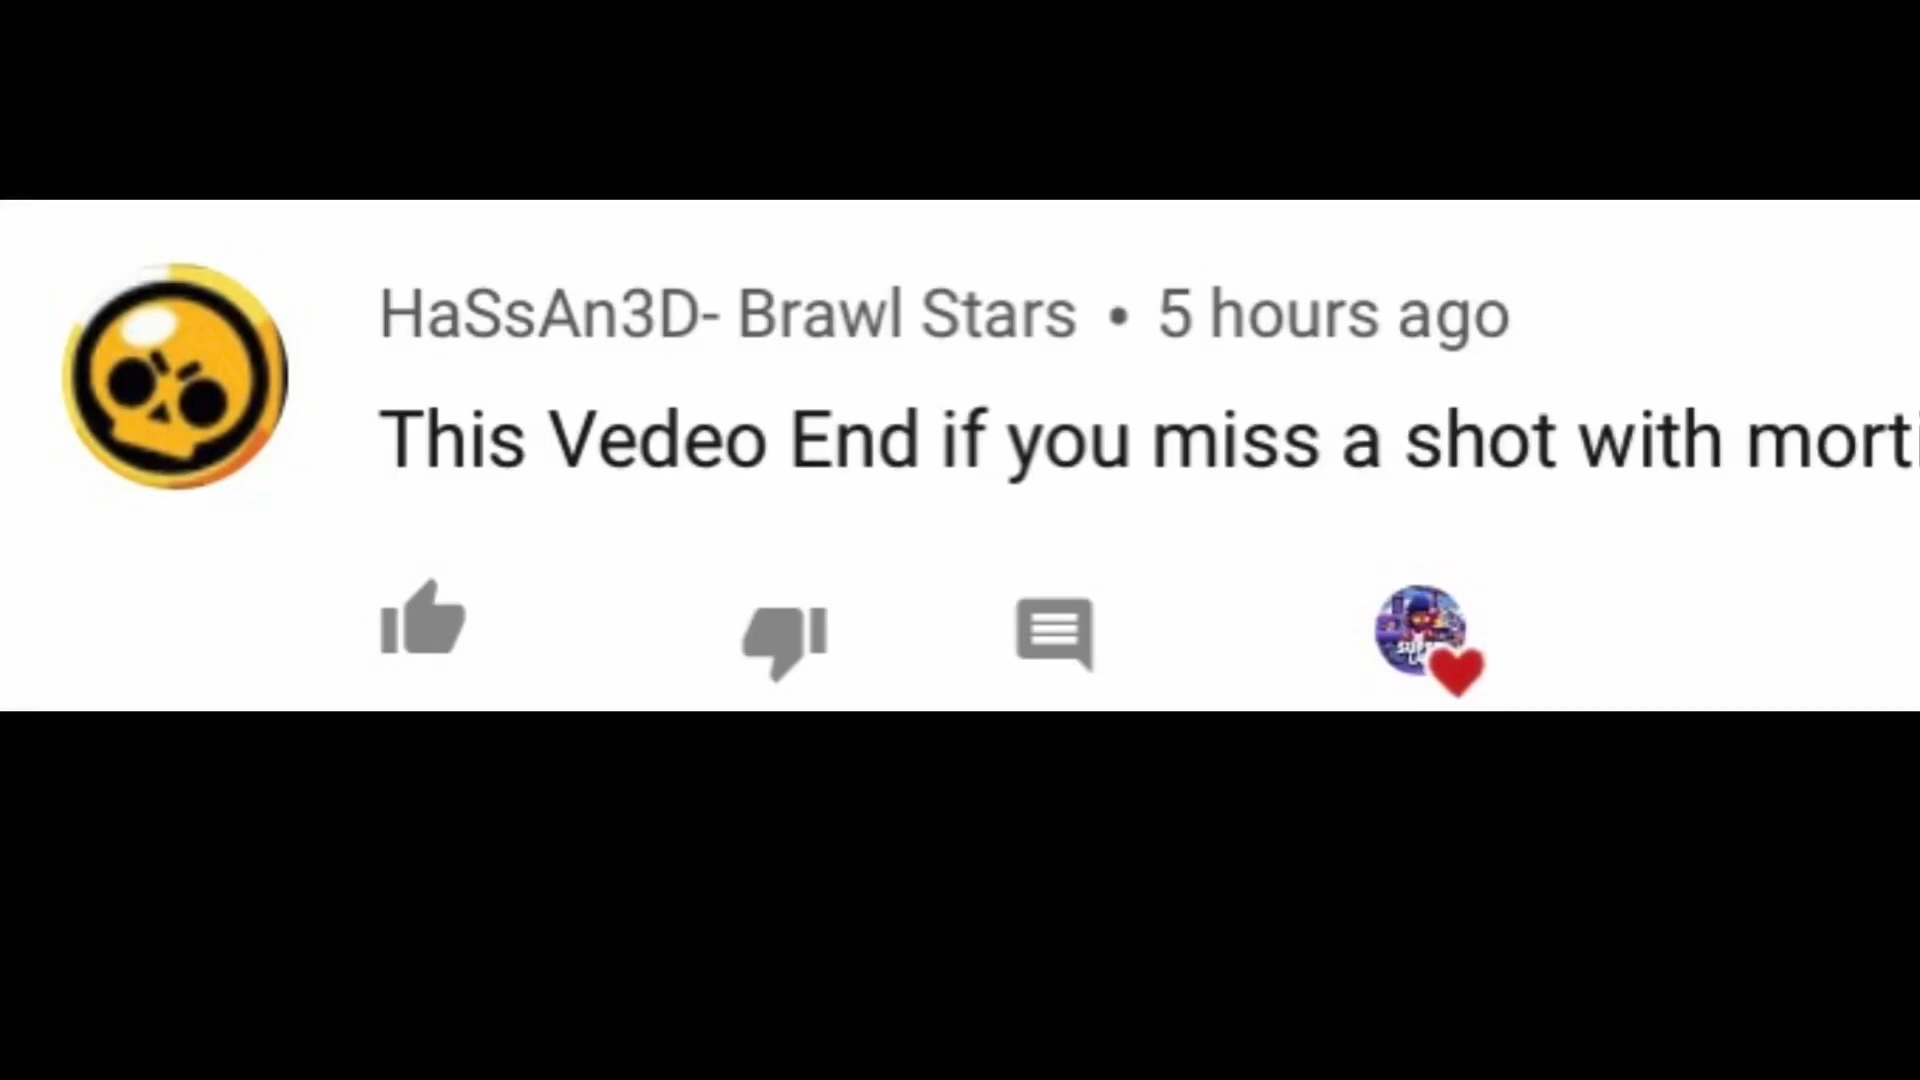 HaSsAn3D- Brawl Stars • 5 hours ago
This Vedeo End if you miss a shot with morti